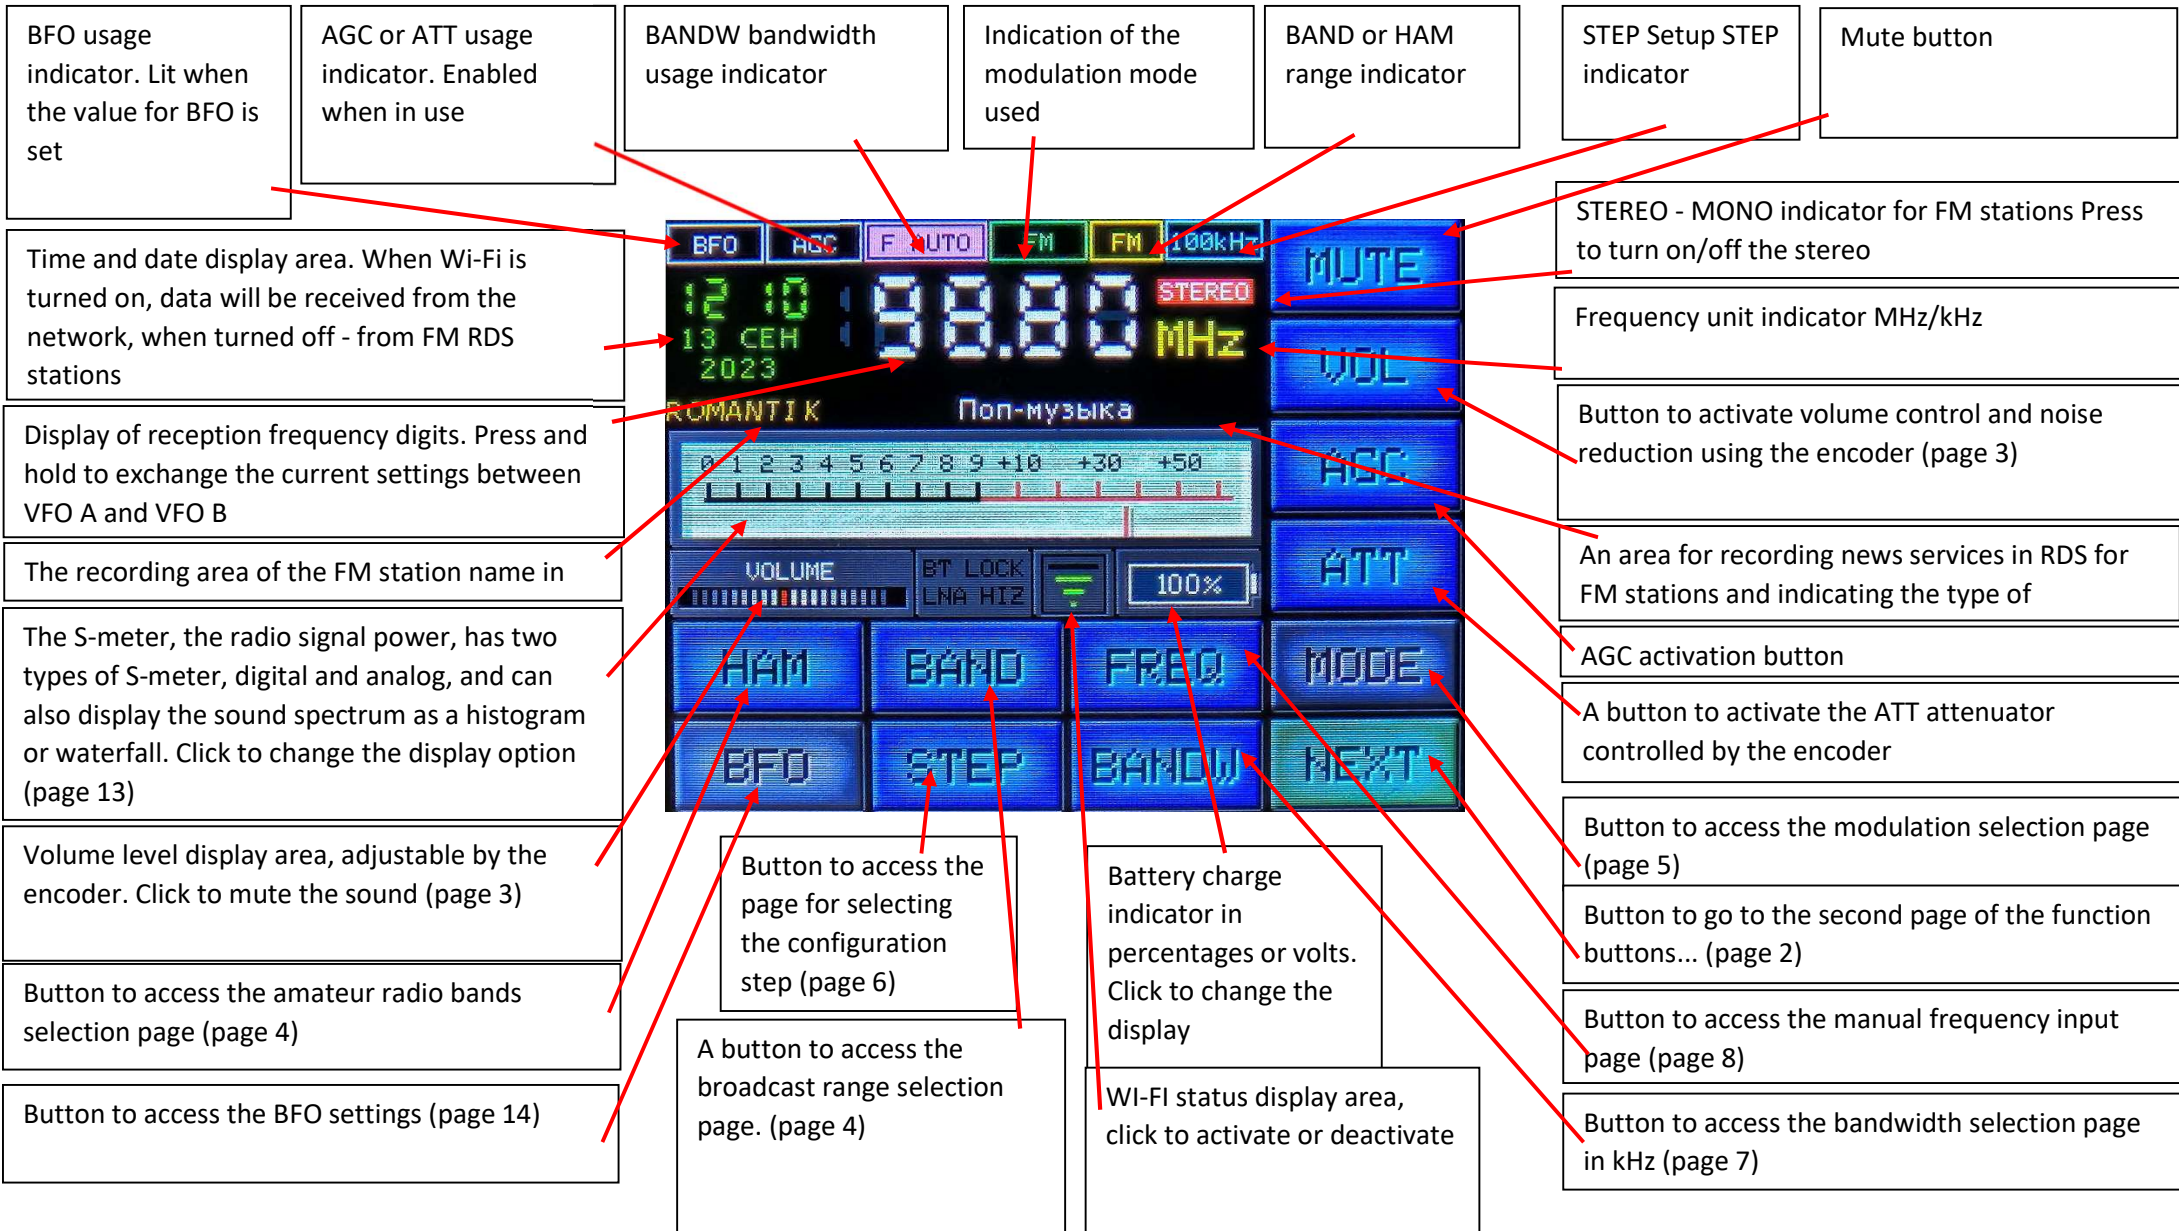 BFO usage
indicator. Lit when
the value for BFO is
set
AGC or ATT usage
indicator. Enabled
when in use
BANDW bandwidth
usage indicator
Indication of the
modulation mode
used
BAND or HAM
range indicator
STEP Setup STEP
indicator
Mute button
Time and date display area. When Wi-Fi is
turned on, data will be received from the
network, when turned off - from FM RDS
stations
Display of reception frequency digits. Press and
hold to exchange the current settings between
VFO A and VFO B
The recording area of the FM station name in
The S-meter, the radio signal power, has two
types of S-meter, digital and analog, and can
also display the sound spectrum as a histogram
or waterfall. Click to change the display option
(page 13)
Volume level display area, adjustable by the
encoder. Click to mute the sound (page 3)
Button to access the amateur radio bands
selection page (page 4)
Button to access the BFO settings (page 14)
BFO AGC F AUTO FM FM 100kHz
12 10 98.80 STEREO
13 СЕН MHz
2023
ROMANTIK Поп-музыка
0 1 2 3 4 5 6 7 8 9 +10 +30 +50
VOLUME BT LOCK 100%
LNA HIZ
MUTE
VOL
AGC
ATT
HAM BAND FREQ MODE
BFO STEP BANDW NEXT
Button to access the
page for selecting
the configuration
step (page 6)
A button to access the
broadcast range selection
page. (page 4)
Battery charge
indicator in
percentages or volts.
Click to change the
display
WI-FI status display area,
click to activate or deactivate
STEREO - MONO indicator for FM stations Press
to turn on/off the stereo
Frequency unit indicator MHz/kHz
Button to activate volume control and noise
reduction using the encoder (page 3)
An area for recording news services in RDS for
FM stations and indicating the type of
AGC activation button
A button to activate the ATT attenuator
controlled by the encoder
Button to access the modulation selection page
(page 5)
Button to go to the second page of the function
buttons... (page 2)
Button to access the manual frequency input
page (page 8)
Button to access the bandwidth selection page
in kHz (page 7)